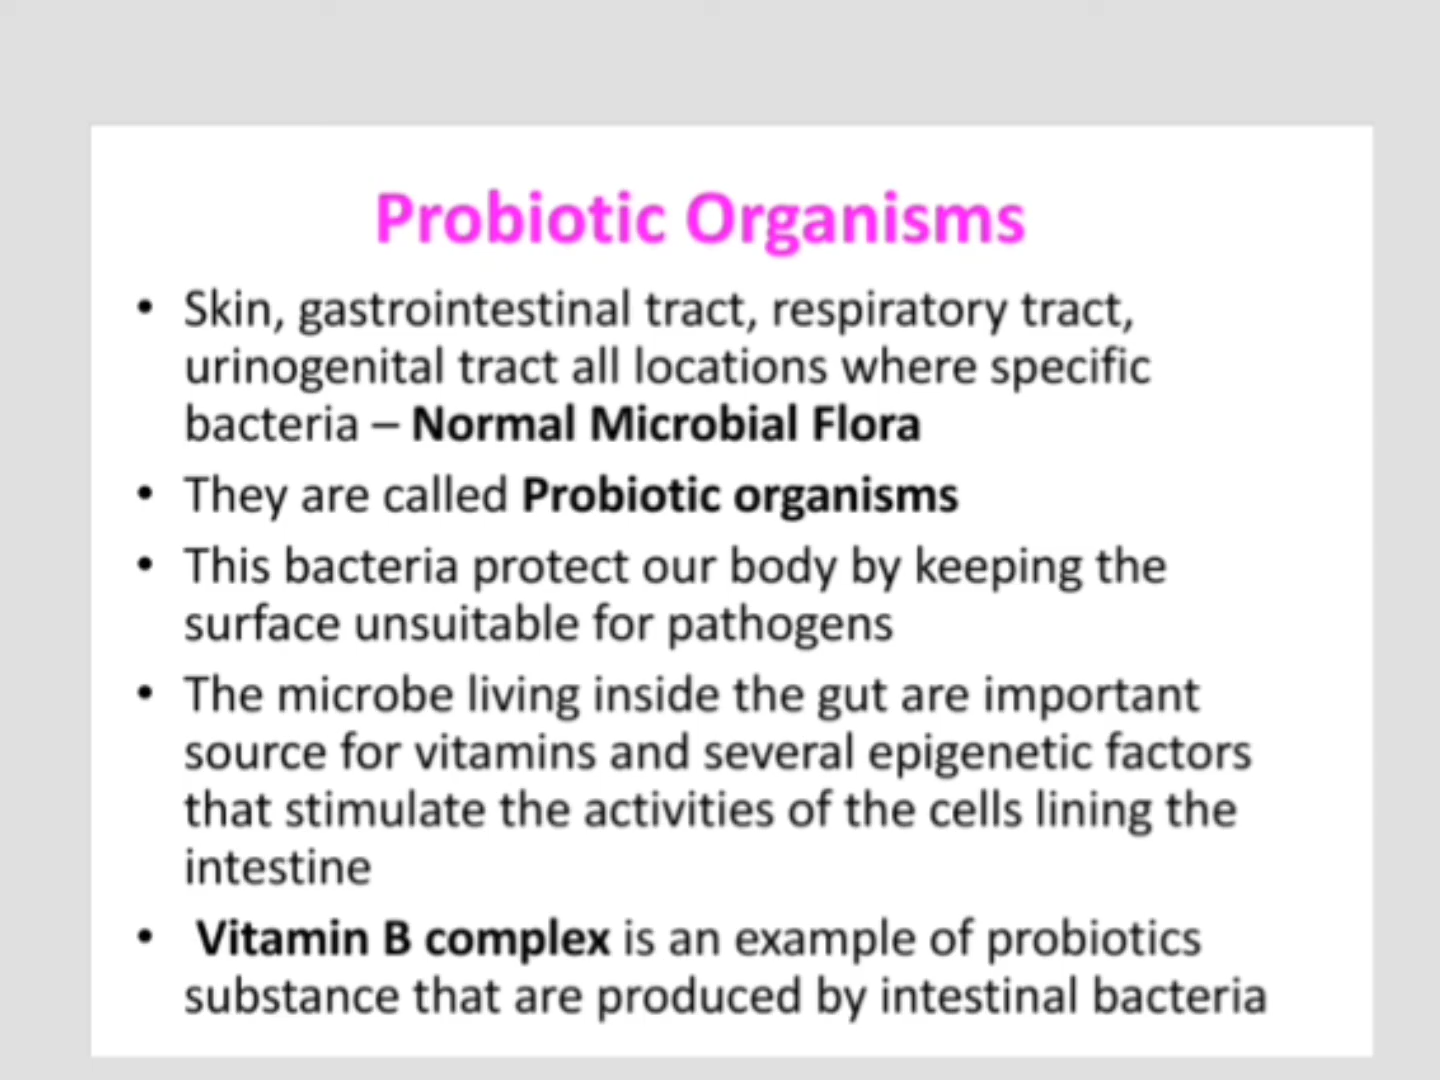 Probiotic Organisms
• Skin, gastrointestinal tract, respiratory tract,
urinogenital tract all locations where specific
bacteria – Normal Microbial Flora
• They are called Probiotic organisms
• This bacteria protect our body by keeping the
surface unsuitable for pathogens
• The microbe living inside the gut are important
source for vitamins and several epigenetic factors
that stimulate the activities of the cells lining the
intestine
• Vitamin B complex is an example of probiotics
substance that are produced by intestinal bacteria